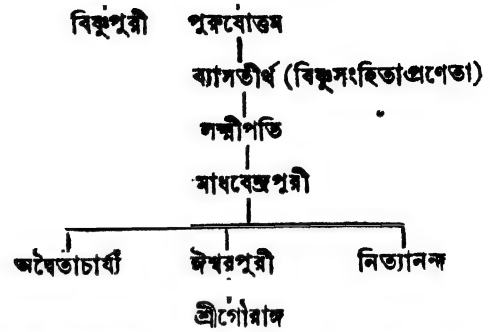 বিষ্ণুপুরী পুরুষোত্তম
ব্যাসতীর্থ (বিষ্ণুসংহিতাপ্রণেতা)
লক্ষ্মীপতি
মাধবেন্দ্রপুরী
অদ্বৈতাচার্য্য ঈশ্বরপুরী নিত্যানন্দ
শ্রীগৌরাঙ্গ